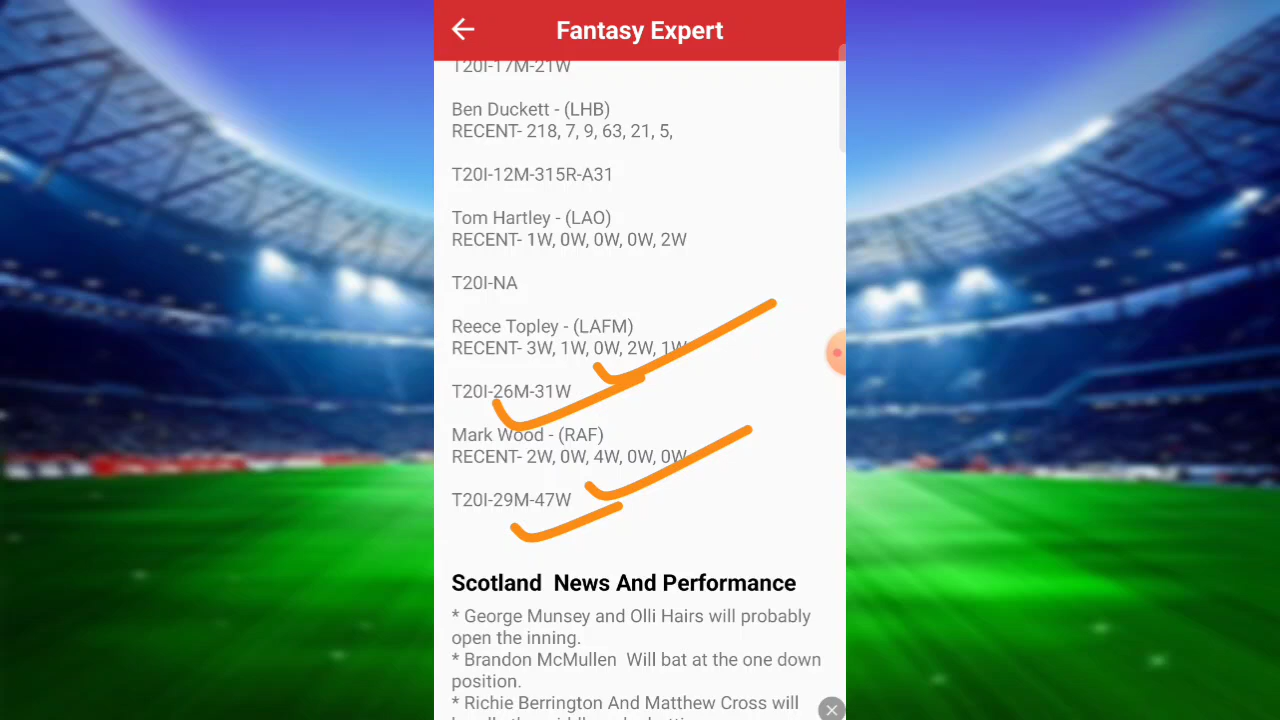 Fantasy Expert
T20I-17M-21W
Ben Duckett - (LHB)
RECENT- 218, 7, 9, 63, 21, 5,
T20I-12M-315R-A31
Tom Hartley - (LAO)
RECENT- 1W, 0W, 0W, 0W, 2W
T20I-NA
Reece Topley - (LAFM)
RECENT- 3W, 1W, 0W, 2W, 1W
T20I-26M-31W
Mark Wood - (RAF)
RECENT- 2W, 0W, 4W, 0W, 0W
T20I-29M-47W
Scotland News And Performance
* George Munsey and Olli Hairs will probably
open the inning.
* Brandon McMullen Will bat at the one down
position.
* Richie Berrington And Matthew Cross will